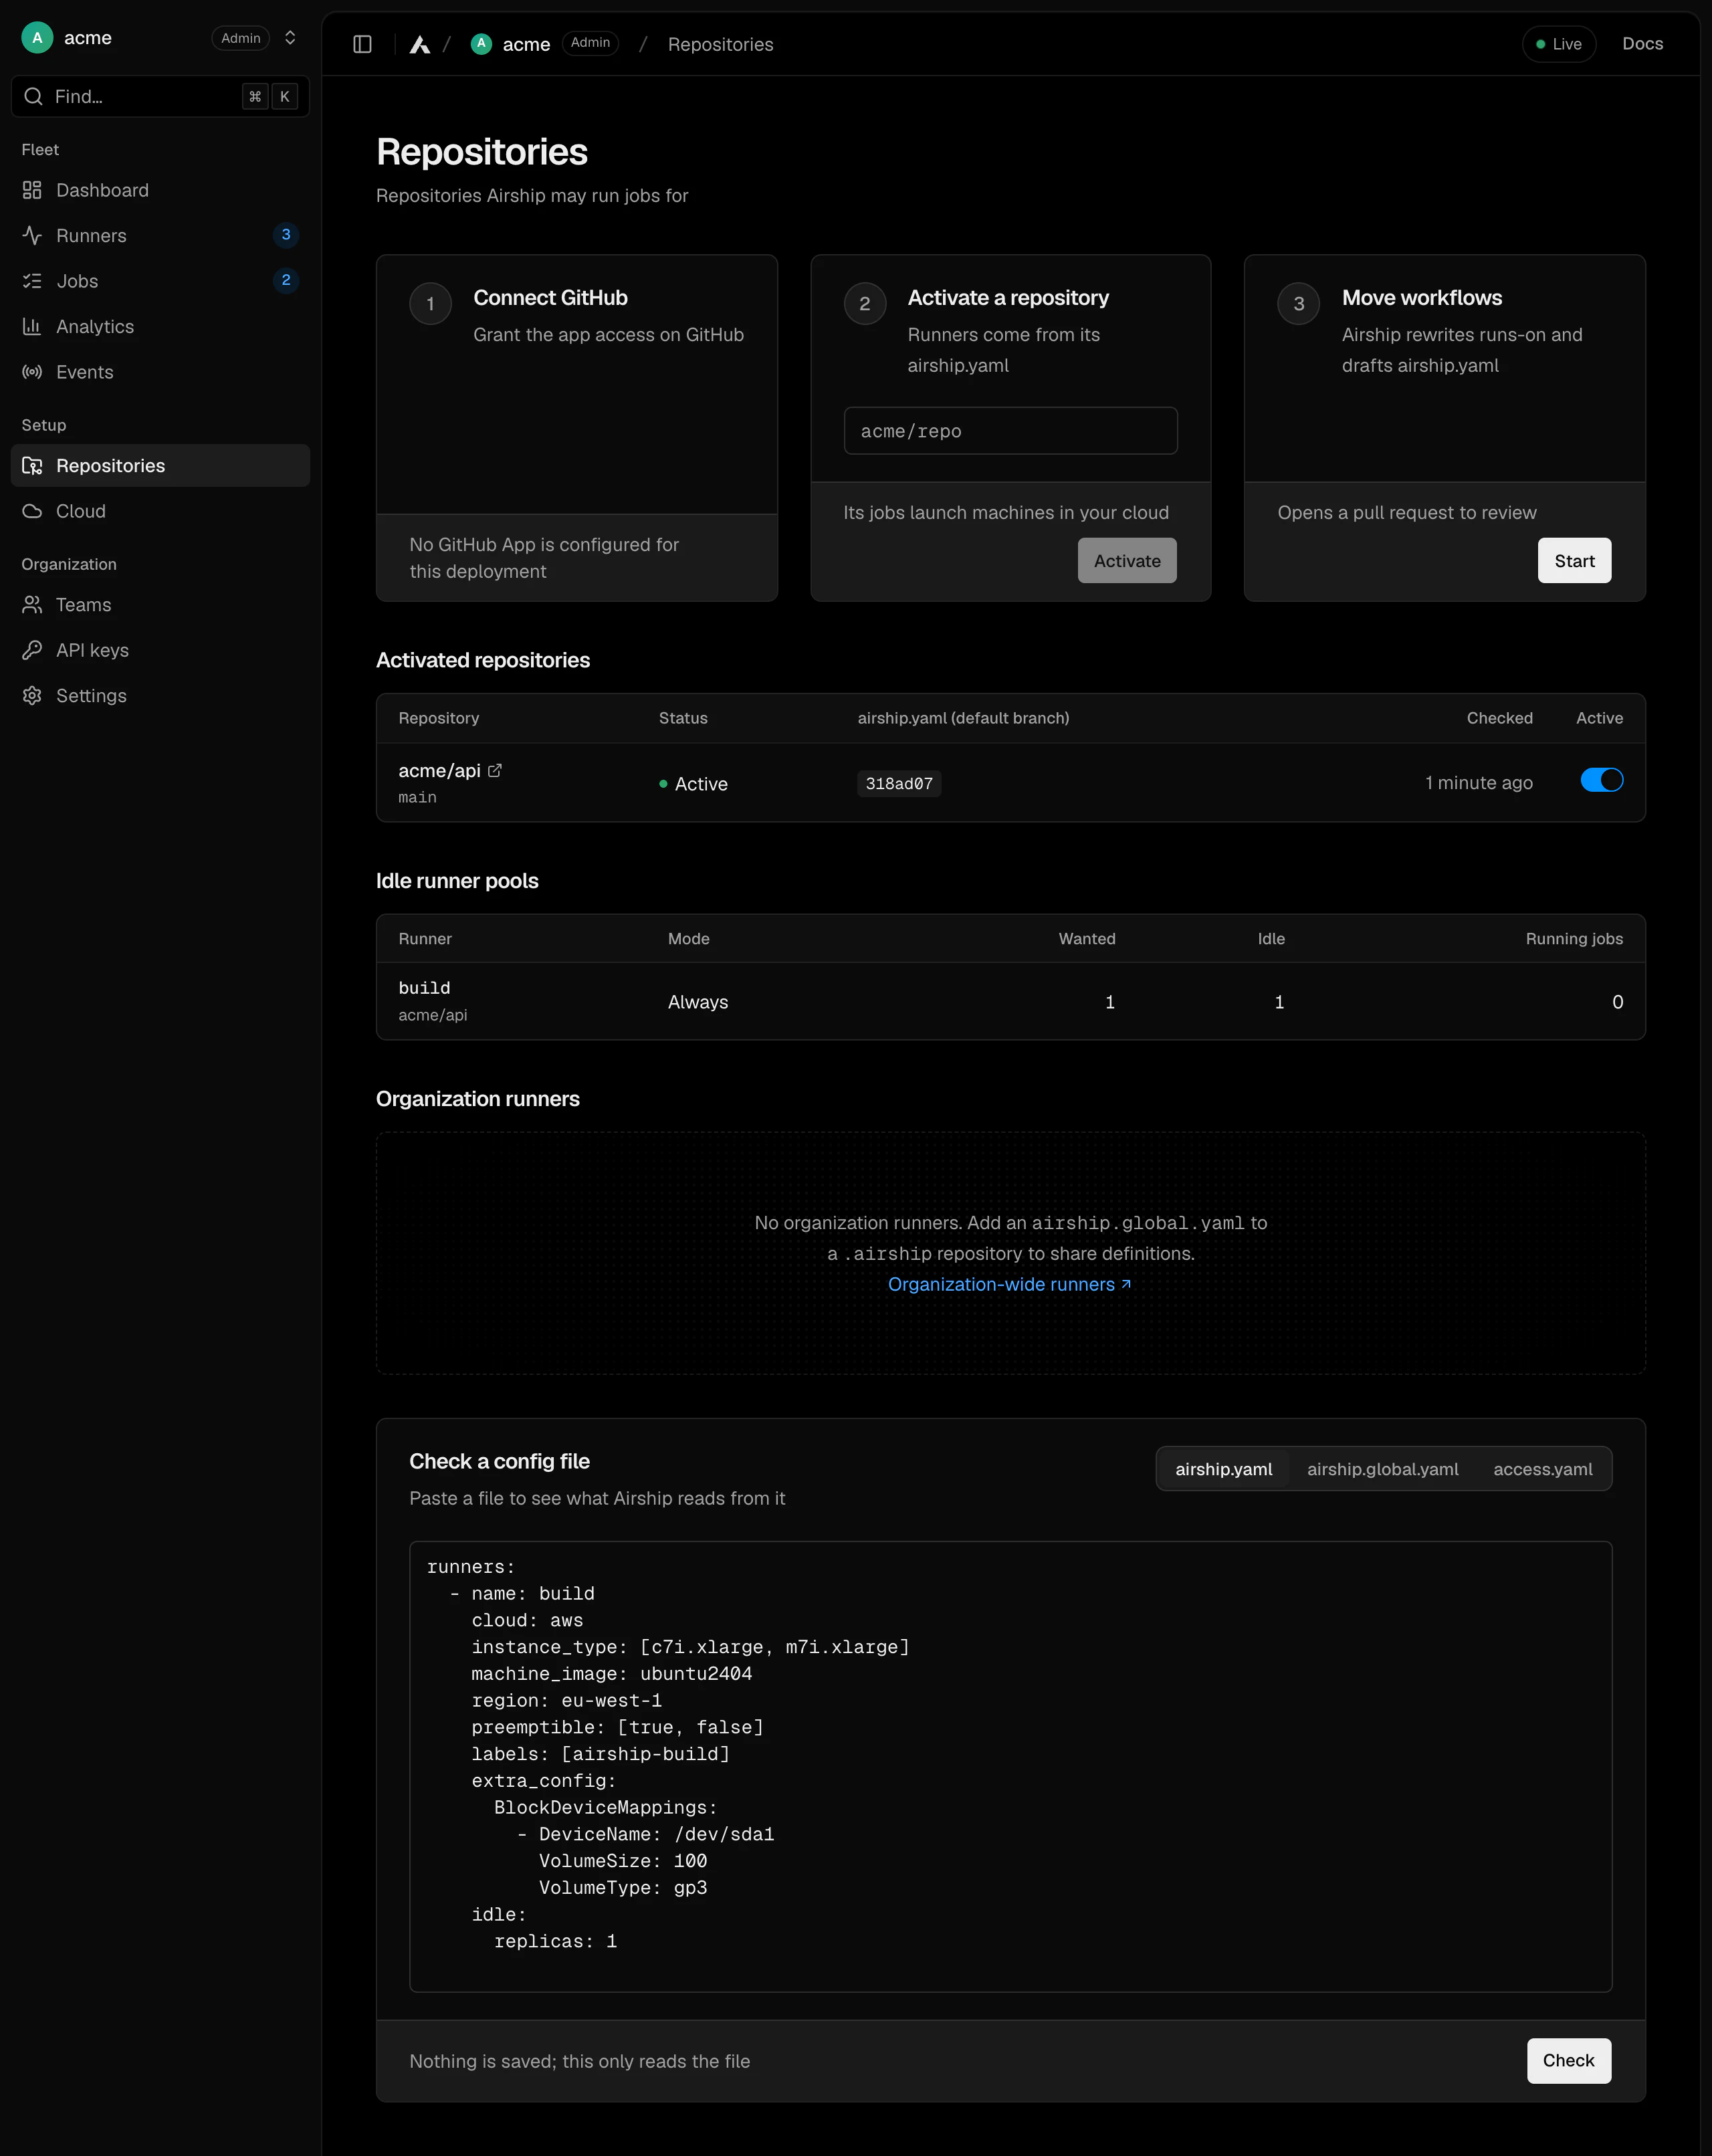 A acme Admin
Find... ⌘ K
Fleet
Dashboard
Runners 3
Jobs 2
Analytics
Events
Setup
Repositories
Cloud
Organization
Teams
API keys
Settings
/ A acme Admin / Repositories
Live Docs
Repositories
Repositories Airship may run jobs for
1 Connect GitHub
Grant the app access on GitHub
No GitHub App is configured for
this deployment
2 Activate a repository
Runners come from its
airship.yaml
acme/repo
Its jobs launch machines in your cloud
Activate
3 Move workflows
Airship rewrites runs-on and
drafts airship.yaml
Opens a pull request to review
Start
Activated repositories
Repository Status airship.yaml (default branch) Checked Active
acme/api
main
Active 318ad07 1 minute ago
Idle runner pools
Runner Mode Wanted Idle Running jobs
build
acme/api
Always 1 1 0
Organization runners
No organization runners. Add an airship.global.yaml to
a .airship repository to share definitions.
Organization-wide runners ↗
Check a config file
Paste a file to see what Airship reads from it
airship.yaml airship.global.yaml access.yaml
runners:
  - name: build
    cloud: aws
    instance_type: [c7i.xlarge, m7i.xlarge]
    machine_image: ubuntu2404
    region: eu-west-1
    preemptible: [true, false]
    labels: [airship-build]
    extra_config:
      BlockDeviceMappings:
        - DeviceName: /dev/sda1
          VolumeSize: 100
          VolumeType: gp3
    idle:
      replicas: 1
Nothing is saved; this only reads the file
Check